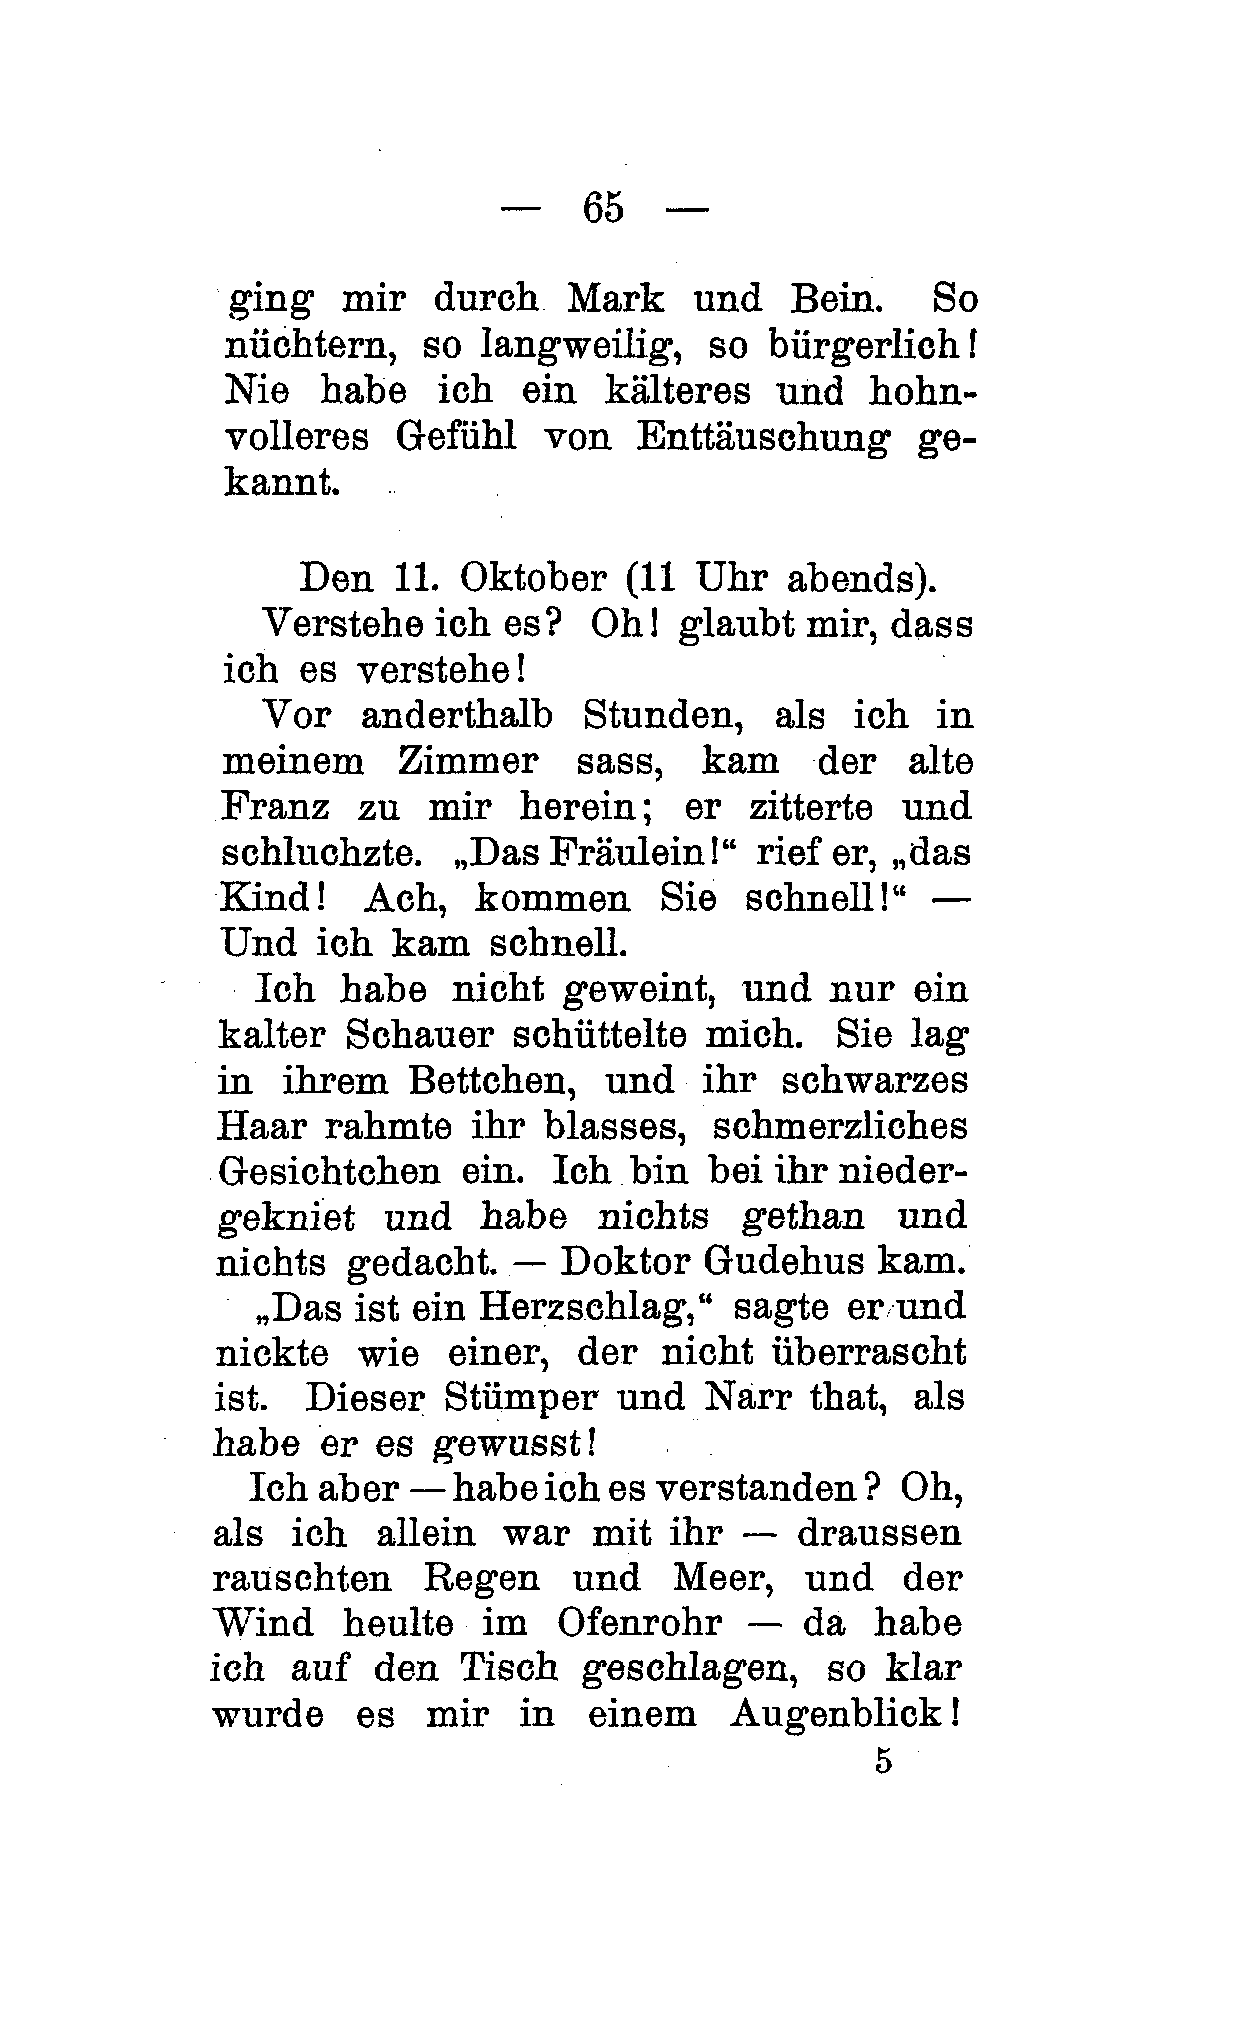 — 65 —
ging mir durch Mark und Bein. So
nüchtern, so langweilig, so bürgerlich!
Nie habe ich ein kälteres und hohn-
volleres Gefühl von Enttäuschung ge-
kannt.
Den 11. Oktober (11 Uhr abends).
Verstehe ich es? Oh! glaubt mir, dass
ich es verstehe!
Vor anderthalb Stunden, als ich in
meinem Zimmer sass, kam der alte
Franz zu mir herein; er zitterte und
schluchzte. „Das Fräulein!“ rief er, „das
Kind! Ach, kommen Sie schnell!“ —
Und ich kam schnell.
Ich habe nicht geweint, und nur ein
kalter Schauer schüttelte mich. Sie lag
in ihrem Bettchen, und ihr schwarzes
Haar rahmte ihr blasses, schmerzliches
Gesichtchen ein. Ich bin bei ihr nieder-
gekniet und habe nichts gethan und
nichts gedacht. — Doktor Gudehus kam.
„Das ist ein Herzschlag,“ sagte er und
nickte wie einer, der nicht überrascht
ist. Dieser Stümper und Narr that, als
habe er es gewusst!
Ich aber — habe ich es verstanden? Oh,
als ich allein war mit ihr — draussen
rauschten Regen und Meer, und der
Wind heulte im Ofenrohr — da habe
ich auf den Tisch geschlagen, so klar
wurde es mir in einem Augenblick!
5